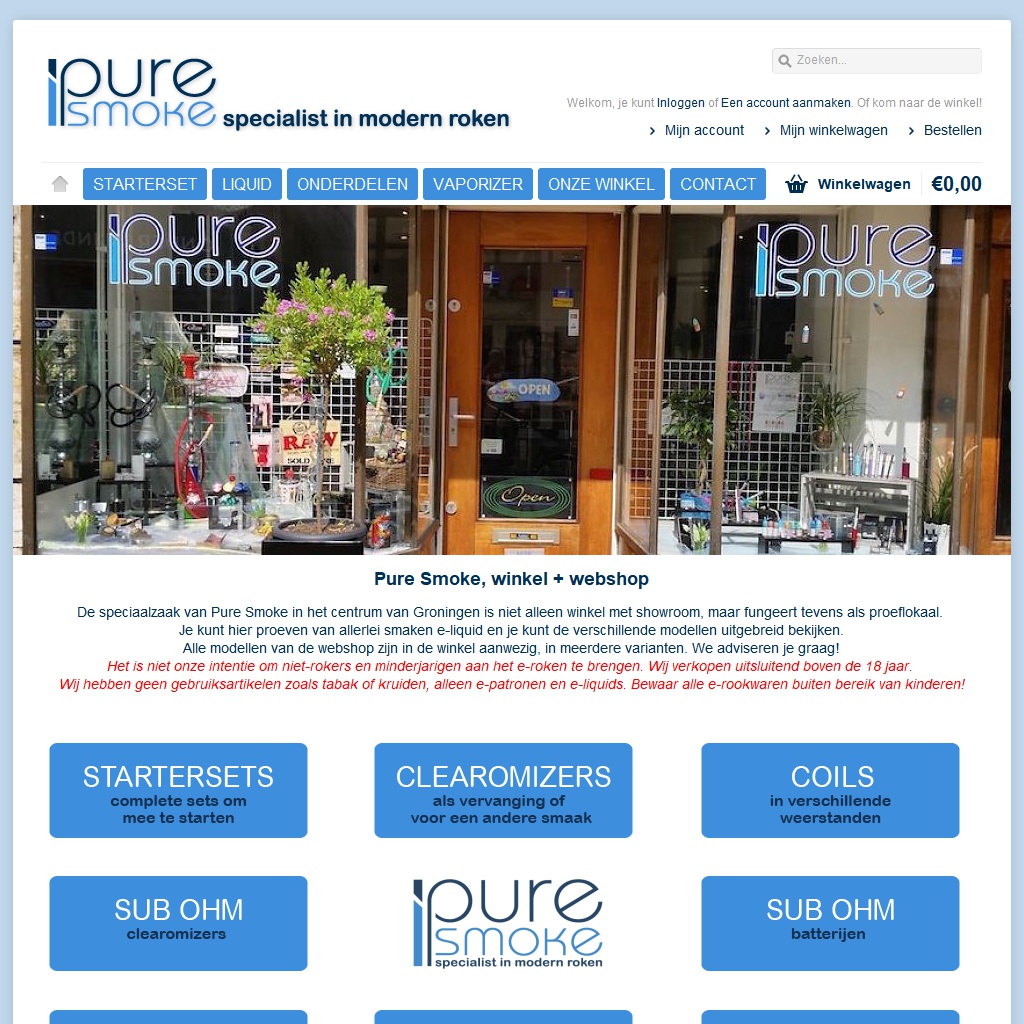 pure
smoke specialist in modern roken
Zoeken...
Welkom, je kunt Inloggen of Een account aanmaken. Of kom naar de winkel!
Mijn account Mijn winkelwagen Bestellen
STARTERSET LIQUID ONDERDELEN VAPORIZER ONZE WINKEL CONTACT Winkelwagen €0,00
pure
smoke
pure
smoke
OPEN
RAW
Open
Pure Smoke, winkel + webshop
De speciaalzaak van Pure Smoke in het centrum van Groningen is niet alleen winkel met showroom, maar fungeert tevens als proeflokaal.
Je kunt hier proeven van allerlei smaken e-liquid en je kunt de verschillende modellen uitgebreid bekijken.
Alle modellen van de webshop zijn in de winkel aanwezig, in meerdere varianten. We adviseren je graag!
Het is niet onze intentie om niet-rokers en minderjarigen aan het e-roken te brengen. Wij verkopen uitsluitend boven de 18 jaar.
Wij hebben geen gebruiksartikelen zoals tabak of kruiden, alleen e-patronen en e-liquids. Bewaar alle e-rookwaren buiten bereik van kinderen!
STARTERSETS
complete sets om
mee te starten
CLEAROMIZERS
als vervanging of
voor een andere smaak
COILS
in verschillende
weerstanden
SUB OHM
clearomizers
pure
smoke
specialist in modern roken
SUB OHM
batterijen